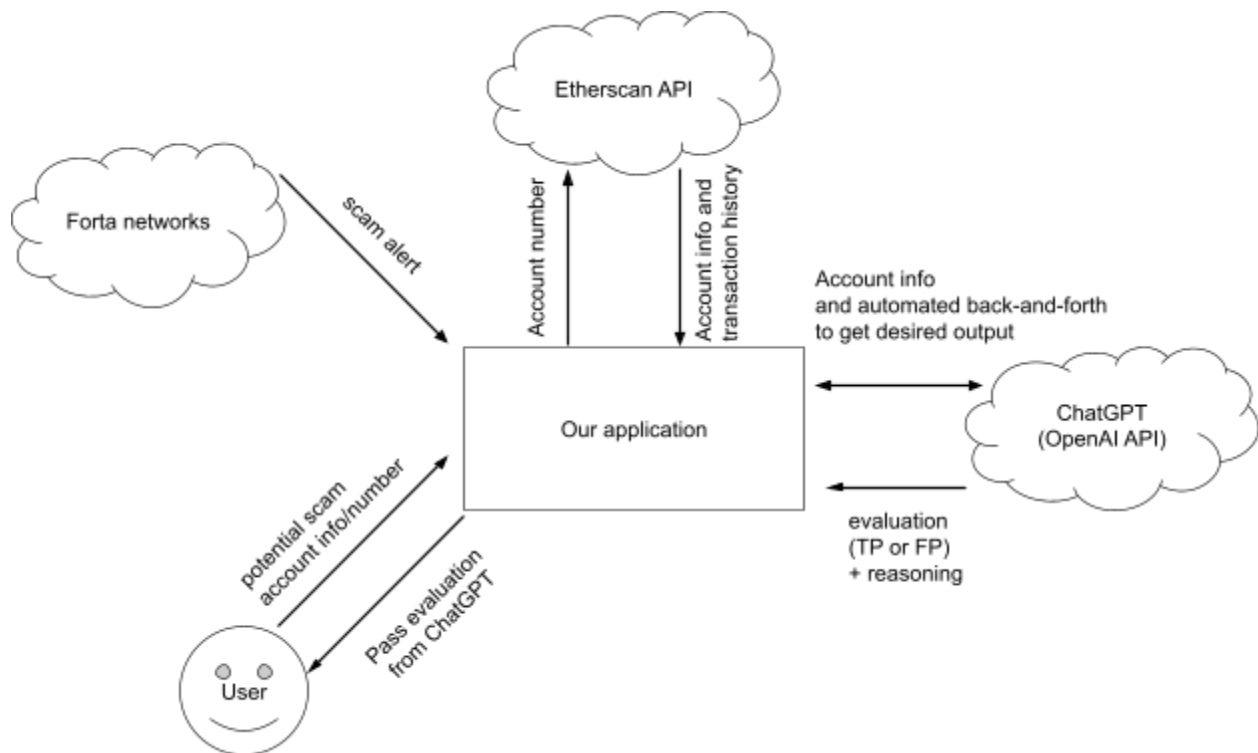 Etherscan API
Forta networks
scam alert
Account number
Account info and
transaction history
Account info
and automated back-and-forth
to get desired output
Our application
ChatGPT
(OpenAI API)
evaluation
(TP or FP)
+ reasoning
potential scam
account info/number
Pass evaluation
from ChatGPT
User